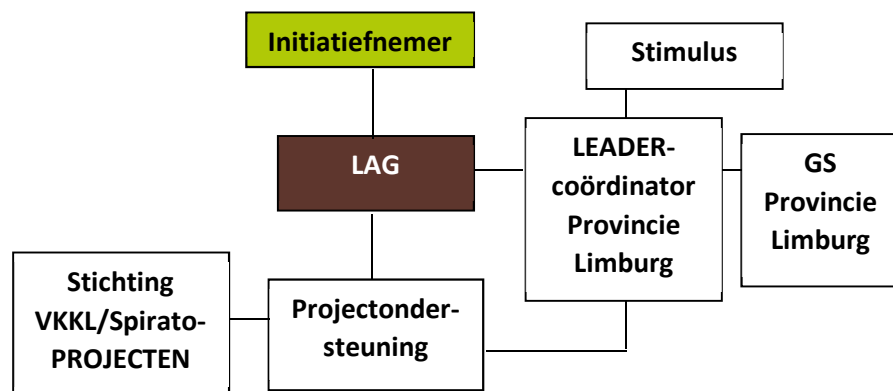 Initiatiefnemer
Stimulus
LAG
LEADER-
coördinator
Provincie
Limburg
GS
Provincie
Limburg
Stichting
VKKL/Spirato-
PROJECTEN
Projectonder-
steuning